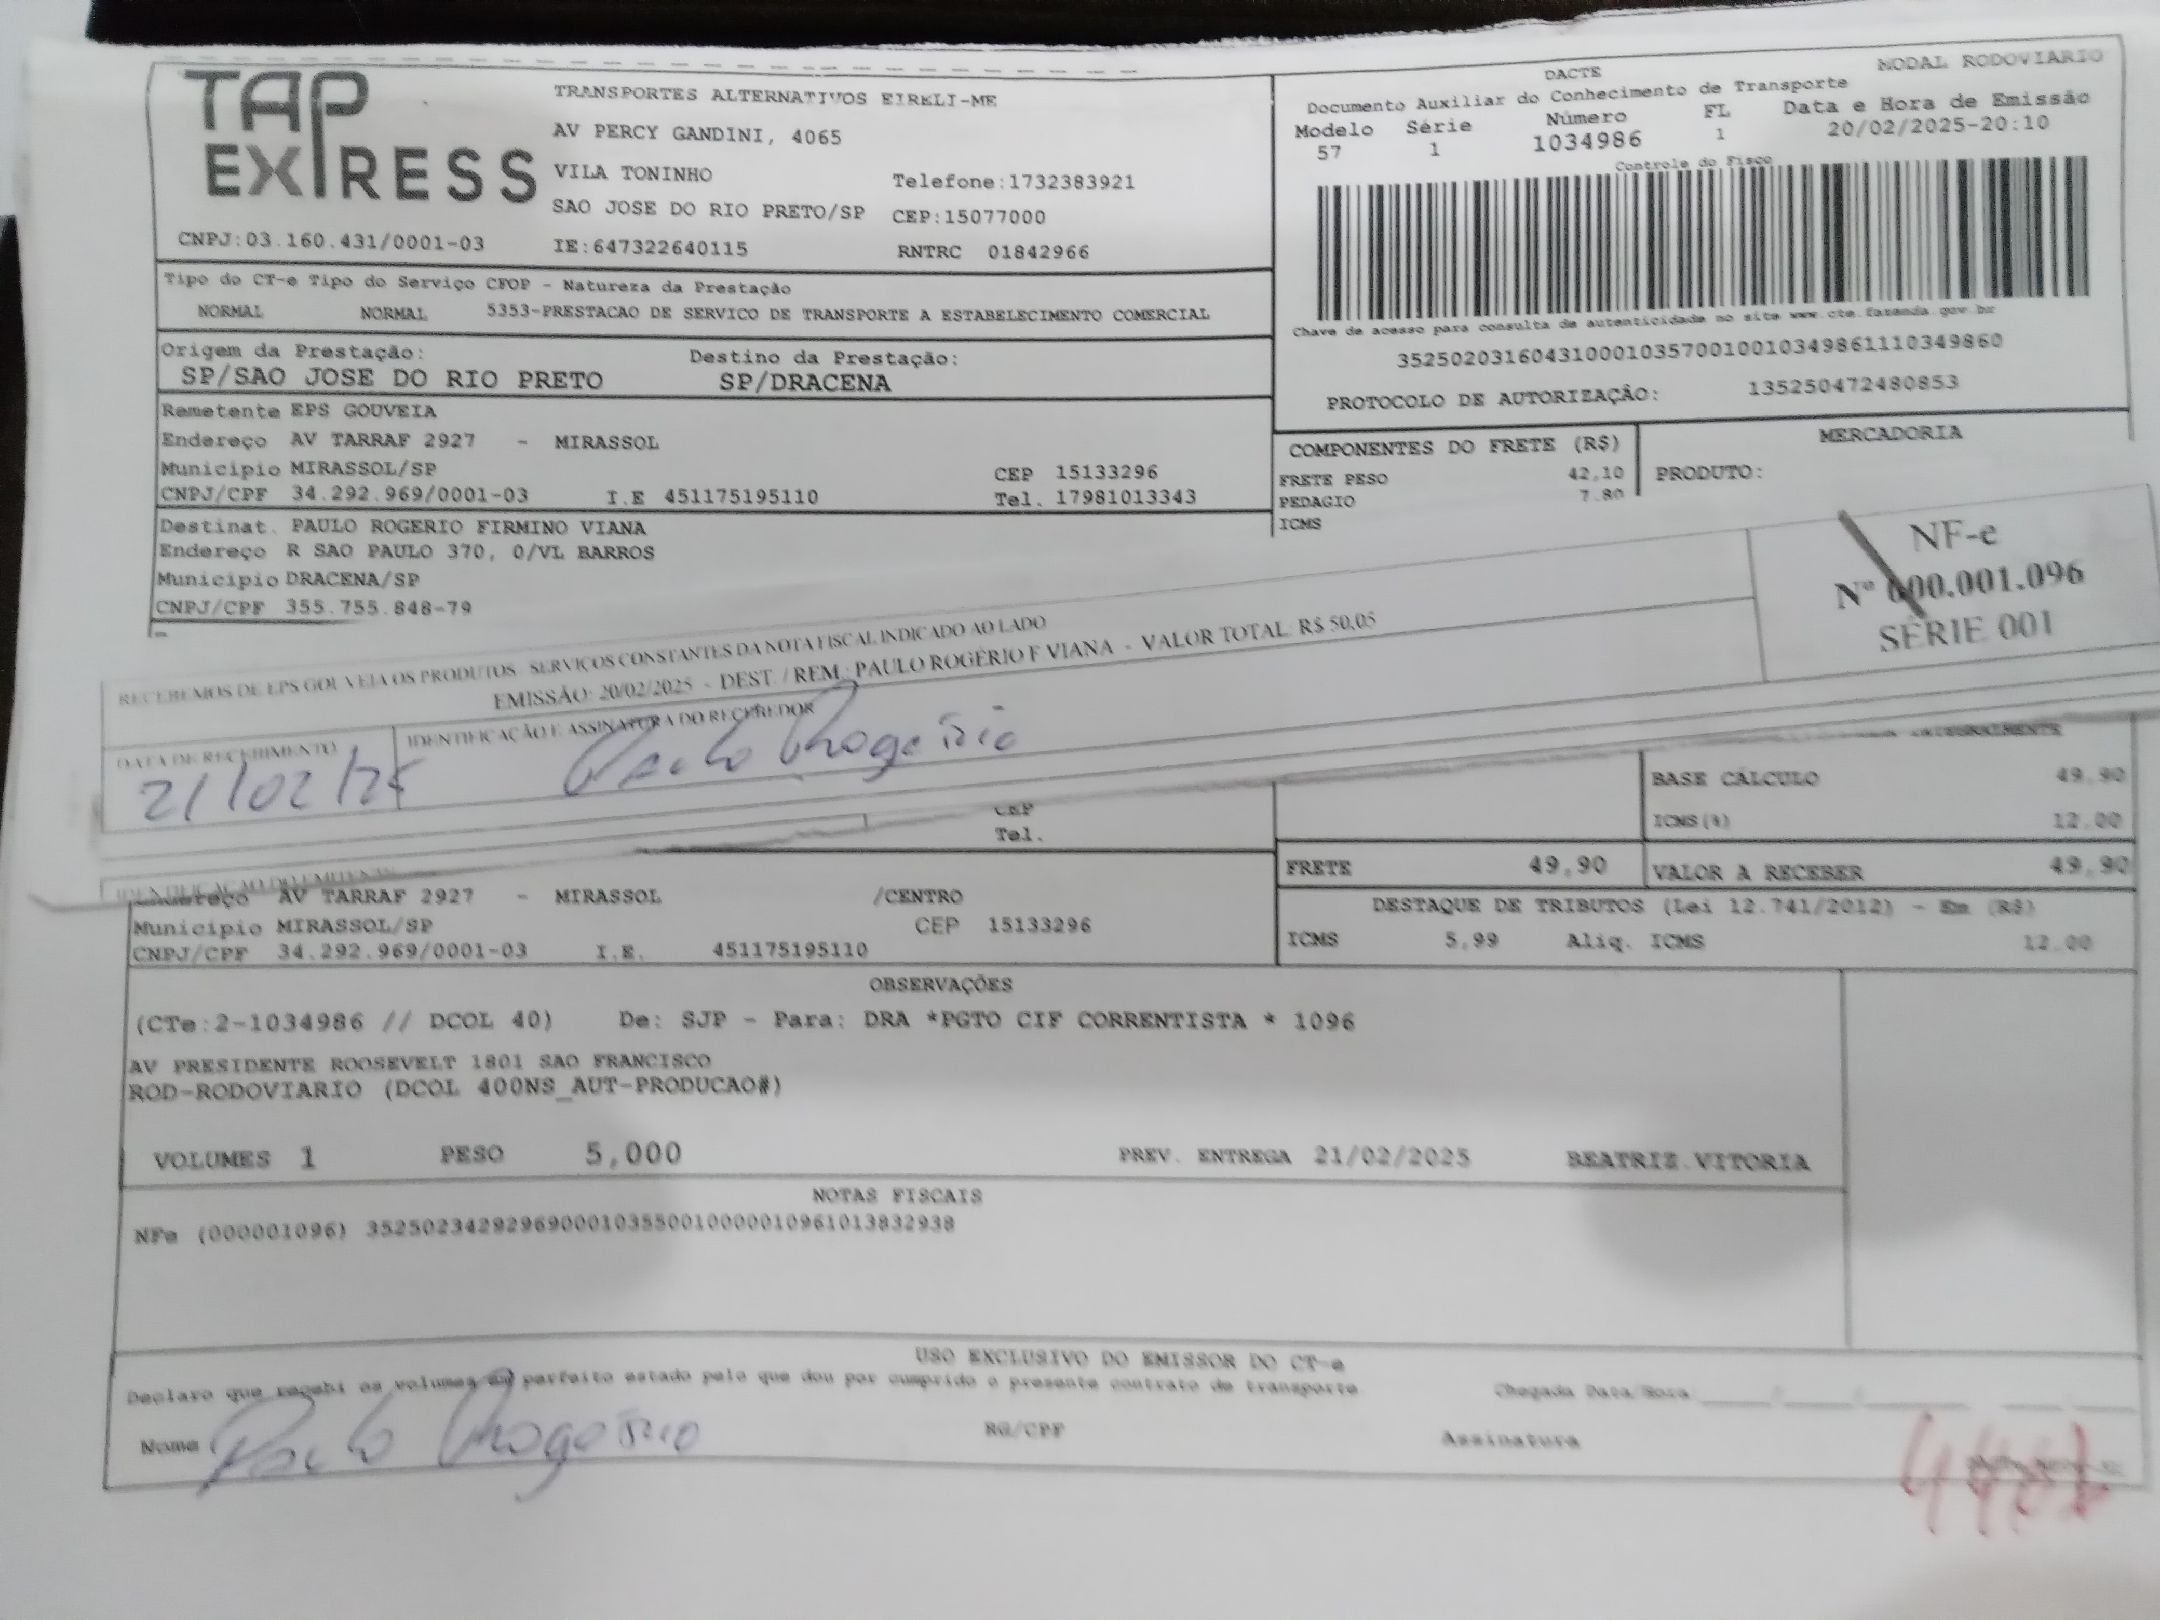 TAP EXPRESS
TRANSPORTES ALTERNATIVOS EIRELI-ME
AV PERCY GANDINI, 4065
VILA TONINHO Telefone:1732383921
SAO JOSE DO RIO PRETO/SP CEP:15077000
CNPJ:03.160.431/0001-03 IE:647322640115 RNTRC 01842966
DACTE MODAL RODOVIARIO
Documento Auxiliar do Conhecimento de Transporte
Modelo Série Número FL Data e Hora de Emissão
57 1 1034986 1 20/02/2025-20:10
Controle do Fisco
Chave de acesso para consulta de autenticidade no site www.cte.fazenda.gov.br
35250203160431000103570010010349861110349860
PROTOCOLO DE AUTORIZAÇÂO: 135250472480853
Tipo do CT-e Tipo do Serviço CFOP - Natureza da Prestação
NORMAL NORMAL 5353-PRESTACAO DE SERVICO DE TRANSPORTE A ESTABELECIMENTO COMERCIAL
Origem da Prestação: Destino da Prestação:
SP/SAO JOSE DO RIO PRETO SP/DRACENA
Remetente EPS GOUVEIA
Endereço AV TARRAF 2927 - MIRASSOL
Município MIRASSOL/SP CEP 15133296
CNPJ/CPF 34.292.969/0001-03 I.E 451175195110 Tel. 17981013343
COMPONENTES DO FRETE (R$) MERCADORIA
FRETE PESO 42,10 PRODUTO:
PEDAGIO 7,80
ICMS
Destinat. PAULO ROGERIO FIRMINO VIANA
Endereço R SAO PAULO 370, 0/VL BARROS
Município DRACENA/SP
CNPJ/CPF 355.755.848-79
NF-e
Nº 000.001.096
SÉRIE 001
RECEBEMOS DE EPS GOUVEIA OS PRODUTOS SERVIÇOS CONSTANTES DA NOTA FISCAL INDICADO AO LADO
EMISSÃO: 20/02/2025 - DEST. / REM.: PAULO ROGÉRIO F VIANA - VALOR TOTAL: R$ 50,05
DATA DE RECEBIMENTO IDENTIFICAÇÃO E ASSINATURA DO RECEBEDOR
21/02/25 Paulo Rogério
BASE CÁLCULO 49,90
CEP
Tel.
ICMS(%) 12,00
FRETE 49,90 VALOR A RECEBER 49,90
IDENTIFICAÇÃO DO EMITENTE
Endereço AV TARRAF 2927 - MIRASSOL /CENTRO
Município MIRASSOL/SP CEP 15133296
CNPJ/CPF 34.292.969/0001-03 I.E. 451175195110
DESTAQUE DE TRIBUTOS (Lei 12.741/2012) - Em (R$)
ICMS 5,99 Aliq. ICMS 12,00
OBSERVAÇÕES
(CTe:2-1034986 // DCOL 40) De: SJP - Para: DRA *PGTO CIF CORRENTISTA * 1096
AV PRESIDENTE ROOSEVELT 1801 SAO FRANCISCO
ROD-RODOVIARIO (DCOL 400NS_AUT-PRODUCAO#)
VOLUMES 1 PESO 5,000 PREV. ENTREGA 21/02/2025 BEATRIZ.VITORIA
NOTAS FISCAIS
NFe (000001096) 35250234292969000103550010000010961013832938
USO EXCLUSIVO DO EMISSOR DO CT-e
Declaro que recebi os volumes em perfeito estado pelo que dou por cumprido o presente contrato de transporte
Chegada Data/Hora
Nome Paulo Rogério RG/CPF Assinatura